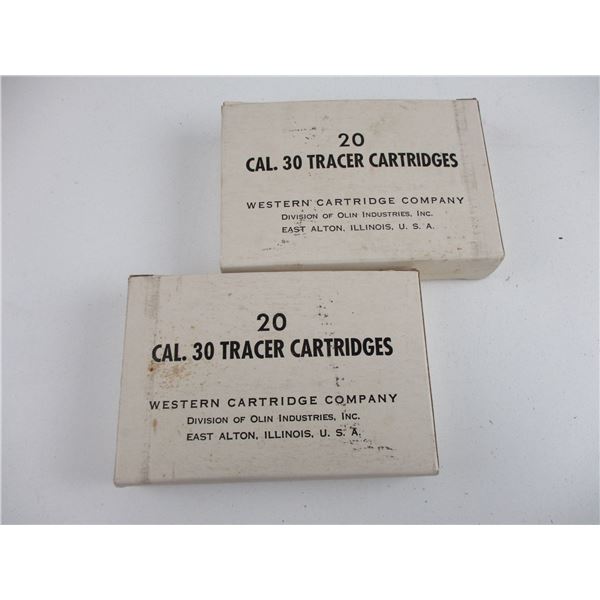 20
CAL. 30 TRACER CARTRIDGES
WESTERN CARTRIDGE COMPANY
DIVISION OF OLIN INDUSTRIES, INC.
EAST ALTON, ILLINOIS, U. S. A.
20
CAL. 30 TRACER CARTRIDGES
WESTERN CARTRIDGE COMPANY
DIVISION OF OLIN INDUSTRIES, INC.
EAST ALTON, ILLINOIS, U. S. A.